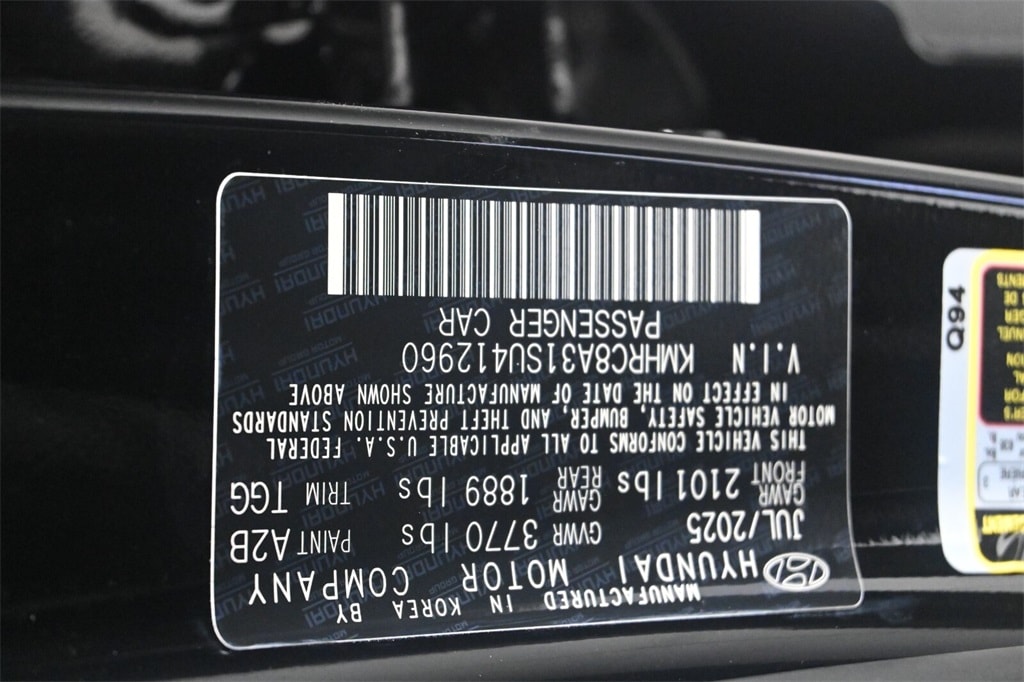 MANUFACTURED IN KOREA BY
HYUNDAI MOTOR COMPANY
JUL/2025 GVWR 3770 lbs PAINT A2B
GAWR FRONT 2101 lbs GAWR REAR 1889 lbs TRIM TGG
THIS VEHICLE CONFORMS TO ALL APPLICABLE U.S.A. FEDERAL
MOTOR VEHICLE SAFETY, BUMPER, AND THEFT PREVENTION STANDARDS
IN EFFECT ON THE DATE OF MANUFACTURE SHOWN ABOVE
V.I.N KMHRC8A31SU412960
PASSENGER CAR
Q94